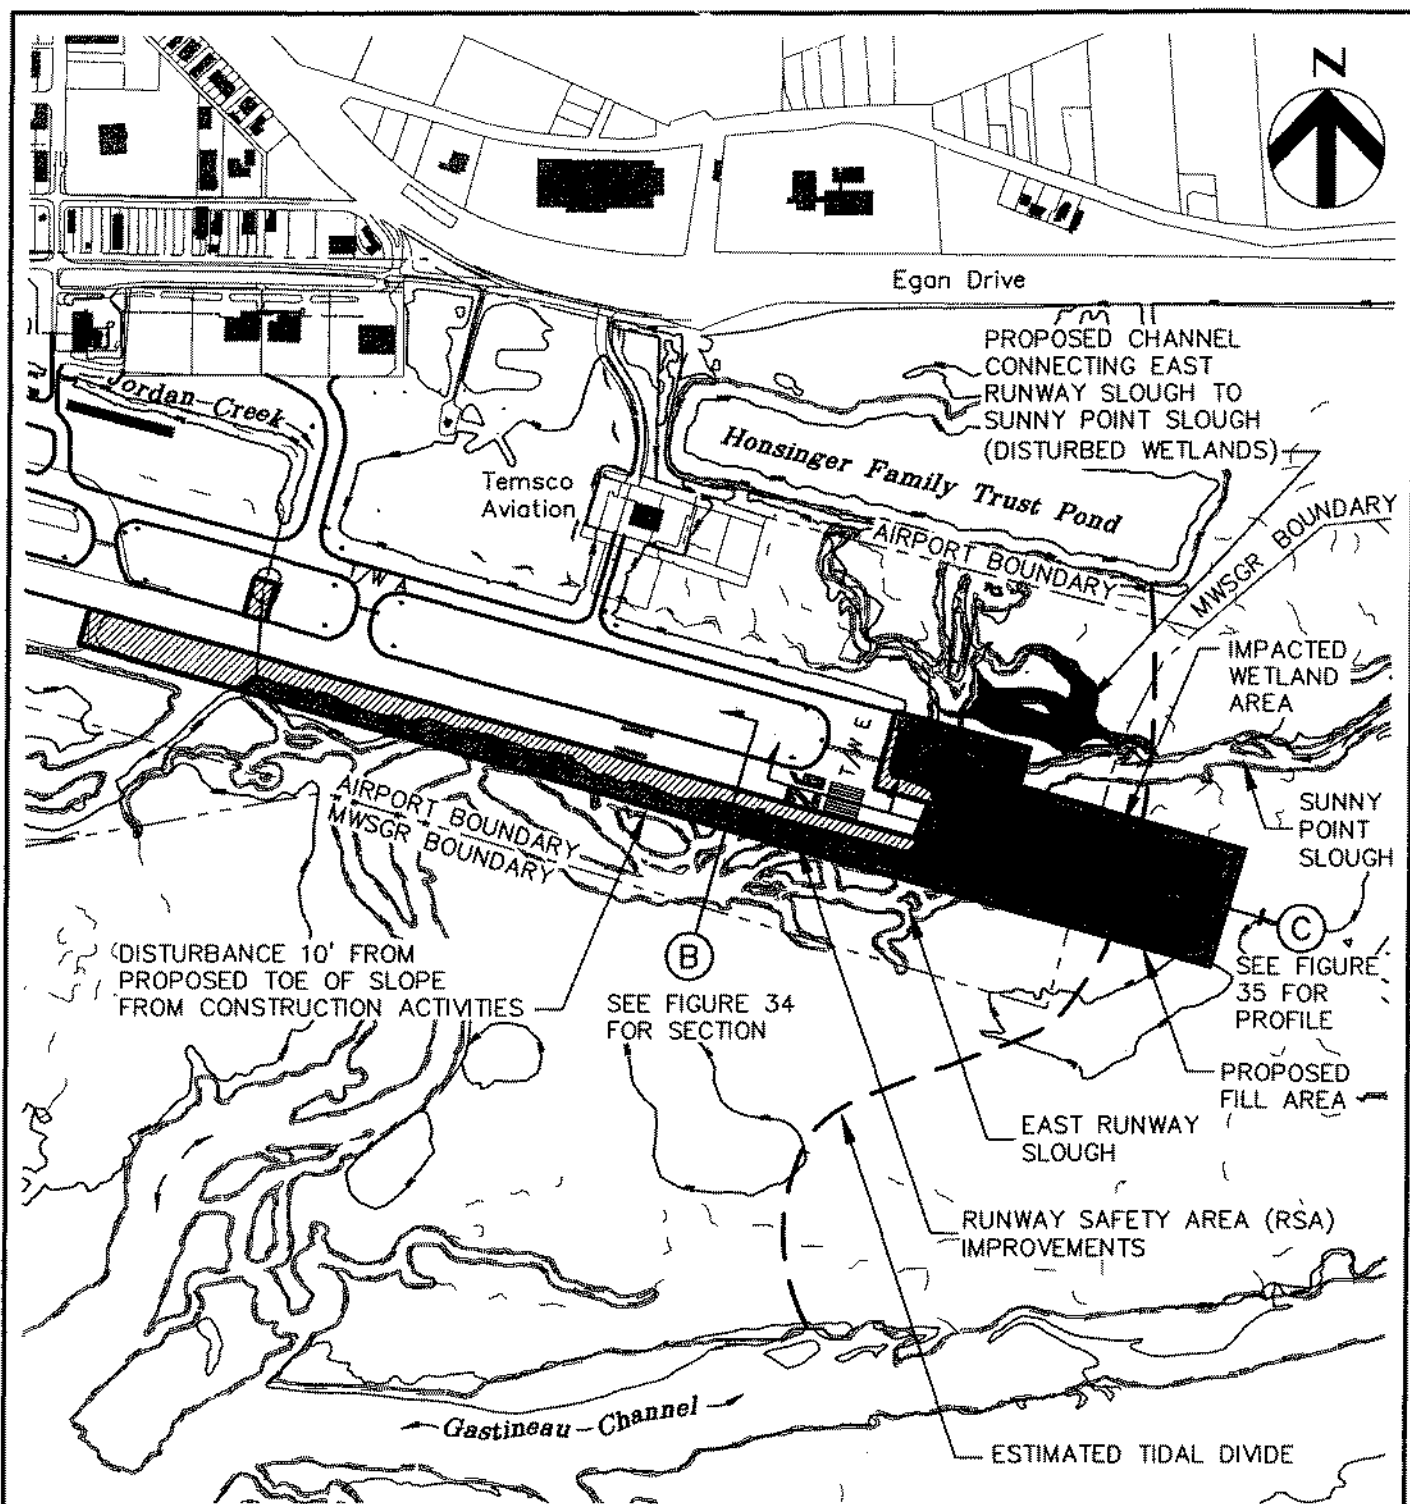 N
Egan Drive
PROPOSED CHANNEL
CONNECTING EAST
RUNWAY SLOUGH TO
SUNNY POINT SLOUGH
(DISTURBED WETLANDS)
Jordan Creek
Honsinger Family Trust Pond
Temsco
Aviation
AIRPORT BOUNDARY
MWSGR BOUNDARY
T/W A
IMPACTED
WETLAND
AREA
T/W E
SUNNY
POINT
SLOUGH
AIRPORT BOUNDARY
MWSGR BOUNDARY
DISTURBANCE 10' FROM
PROPOSED TOE OF SLOPE
FROM CONSTRUCTION ACTIVITIES
B
SEE FIGURE 34
FOR SECTION
C
SEE FIGURE
35 FOR
PROFILE
PROPOSED
FILL AREA
EAST RUNWAY
SLOUGH
RUNWAY SAFETY AREA (RSA)
IMPROVEMENTS
Gastineau Channel
ESTIMATED TIDAL DIVIDE